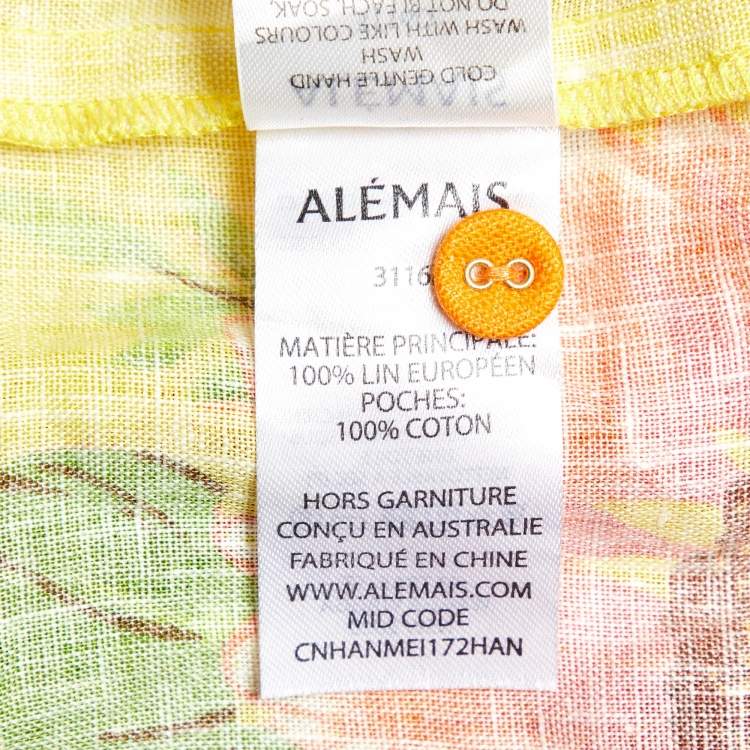 COLD GENTLE HAND
WASH
WASH WITH LIKE COLOURS
DO NOT BLEACH, SOAK,
ALÉMAIS
3116
MATIÈRE PRINCIPALE:
100% LIN EUROPÉEN
POCHES:
100% COTON
HORS GARNITURE
CONÇU EN AUSTRALIE
FABRIQUÉ EN CHINE
WWW.ALEMAIS.COM
MID CODE
CNHANMEI172HAN